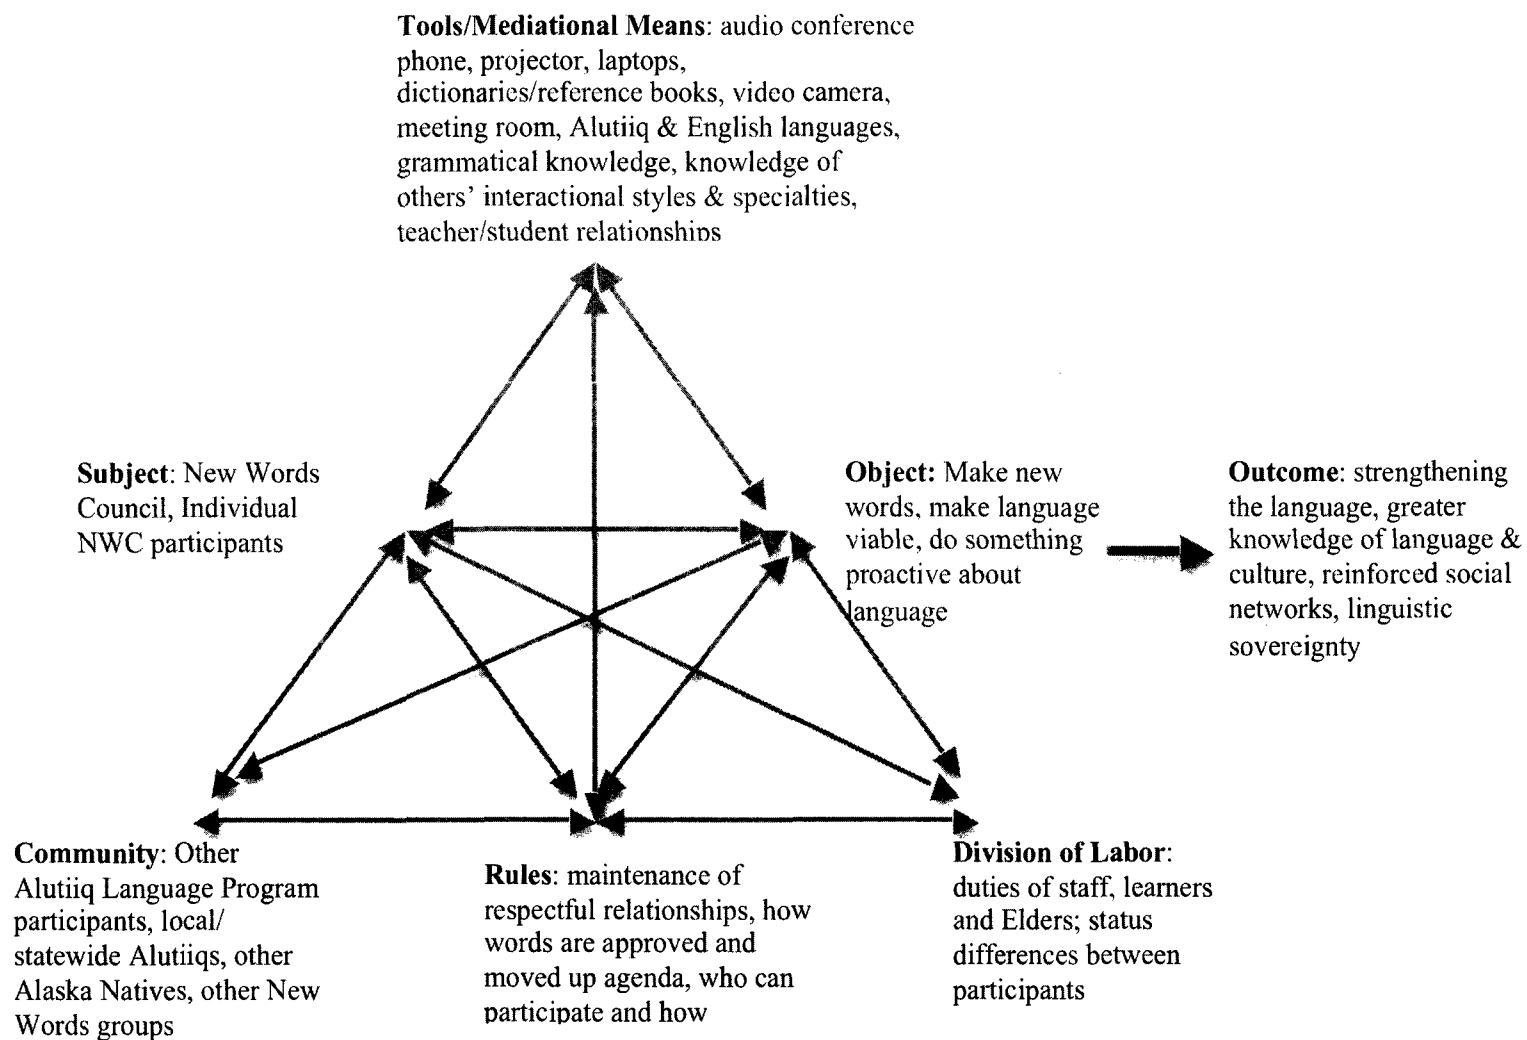 Tools/Mediational Means: audio conference
phone, projector, laptops,
dictionaries/reference books, video camera,
meeting room, Alutiiq & English languages,
grammatical knowledge, knowledge of
others' interactional styles & specialties,
teacher/student relationships
Subject: New Words
Council, Individual
NWC participants
Object: Make new
words, make language
viable, do something
proactive about
language
Outcome: strengthening
the language, greater
knowledge of language &
culture, reinforced social
networks, linguistic
sovereignty
Community: Other
Alutiiq Language Program
participants, local/
statewide Alutiiqs, other
Alaska Natives, other New
Words groups
Rules: maintenance of
respectful relationships, how
words are approved and
moved up agenda, who can
participate and how
Division of Labor:
duties of staff, learners
and Elders; status
differences between
participants